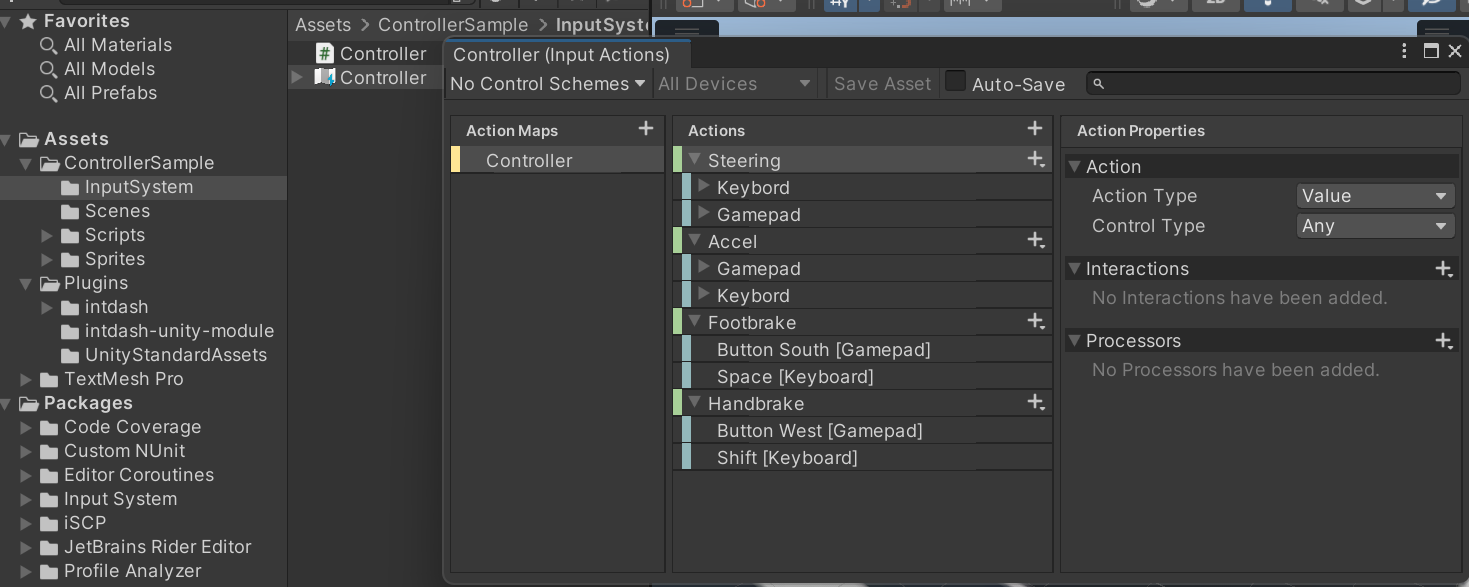 Favorites
All Materials
All Models
All Prefabs
Assets
ControllerSample
InputSystem
Scenes
Scripts
Sprites
Plugins
intdash
intdash-unity-module
UnityStandardAssets
TextMesh Pro
Packages
Code Coverage
Custom NUnit
Editor Coroutines
Input System
iSCP
JetBrains Rider Editor
Profile Analyzer
Assets > ControllerSample > InputSyst
Controller
Controller
Controller (Input Actions)
No Control Schemes All Devices Save Asset Auto-Save
Action Maps
Controller
Actions
Steering
Keybord
Gamepad
Accel
Gamepad
Keybord
Footbrake
Button South [Gamepad]
Space [Keyboard]
Handbrake
Button West [Gamepad]
Shift [Keyboard]
Action Properties
Action
Action Type Value
Control Type Any
Interactions
No Interactions have been added.
Processors
No Processors have been added.